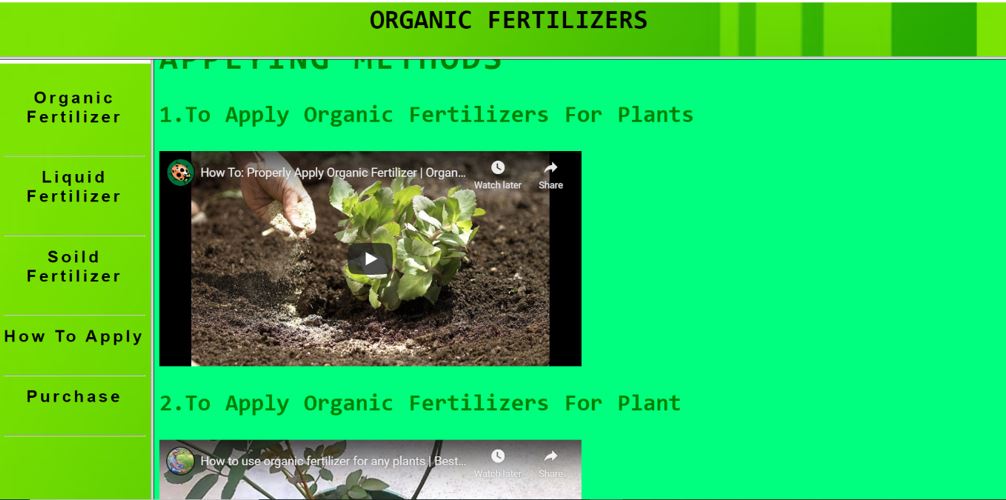 ORGANIC FERTILIZERS
APPLYING METHODS
Organic
Fertilizer
Liquid
Fertilizer
Soild
Fertilizer
How To Apply
Purchase
1.To Apply Organic Fertilizers For Plants
How To: Properly Apply Organic Fertilizer | Organ...
Watch later
Share
2.To Apply Organic Fertilizers For Plant
How to use organic fertilizer for any plants | Best...
Watch later
Share